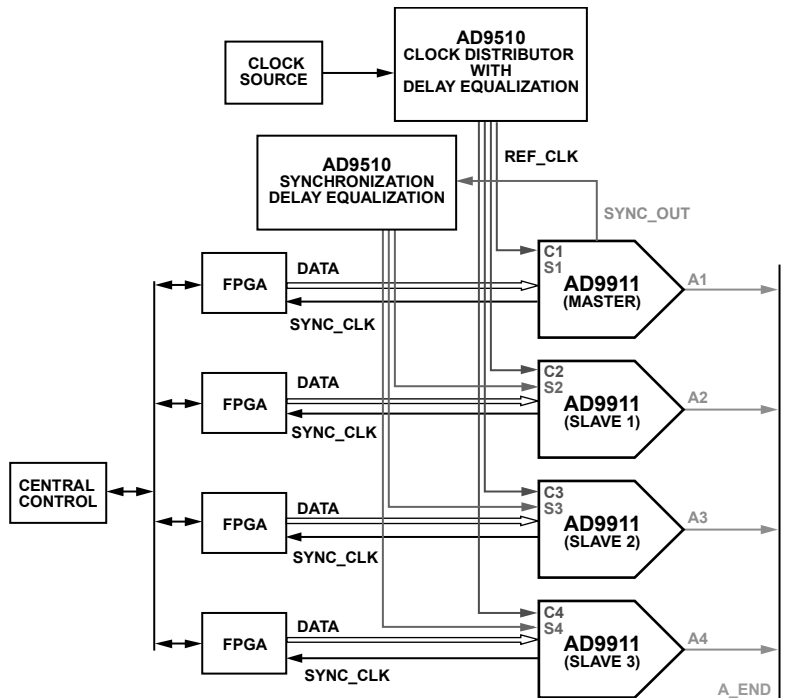 AD9510
CLOCK DISTRIBUTOR
WITH
DELAY EQUALIZATION
CLOCK
SOURCE
AD9510
SYNCHRONIZATION
DELAY EQUALIZATION
REF_CLK
SYNC_OUT
FPGA
DATA
SYNC_CLK
C1
S1
AD9911
(MASTER)
A1
FPGA
DATA
SYNC_CLK
C2
S2
AD9911
(SLAVE 1)
A2
CENTRAL
CONTROL
FPGA
DATA
SYNC_CLK
C3
S3
AD9911
(SLAVE 2)
A3
FPGA
DATA
SYNC_CLK
C4
S4
AD9911
(SLAVE 3)
A4
A_END